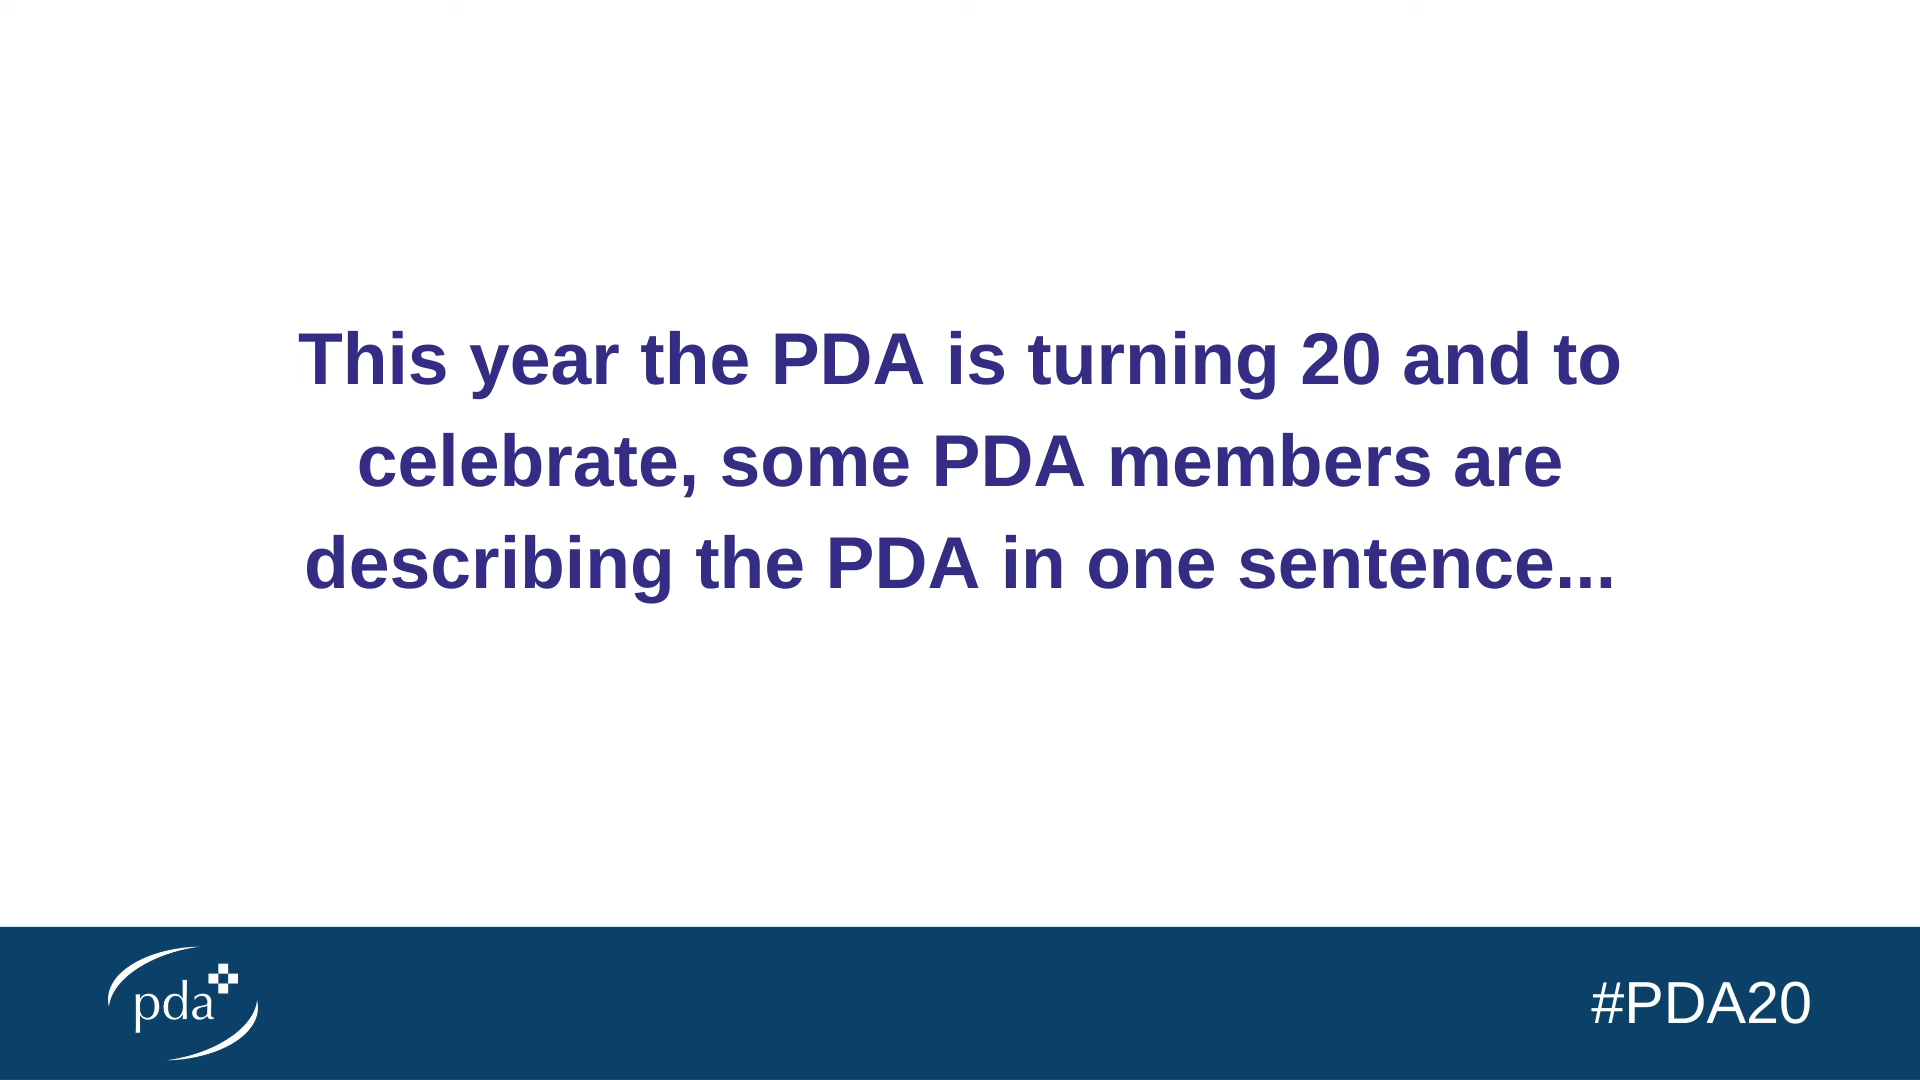 This year the PDA is turning 20 and to
celebrate, some PDA members are
describing the PDA in one sentence...
pda
#PDA20